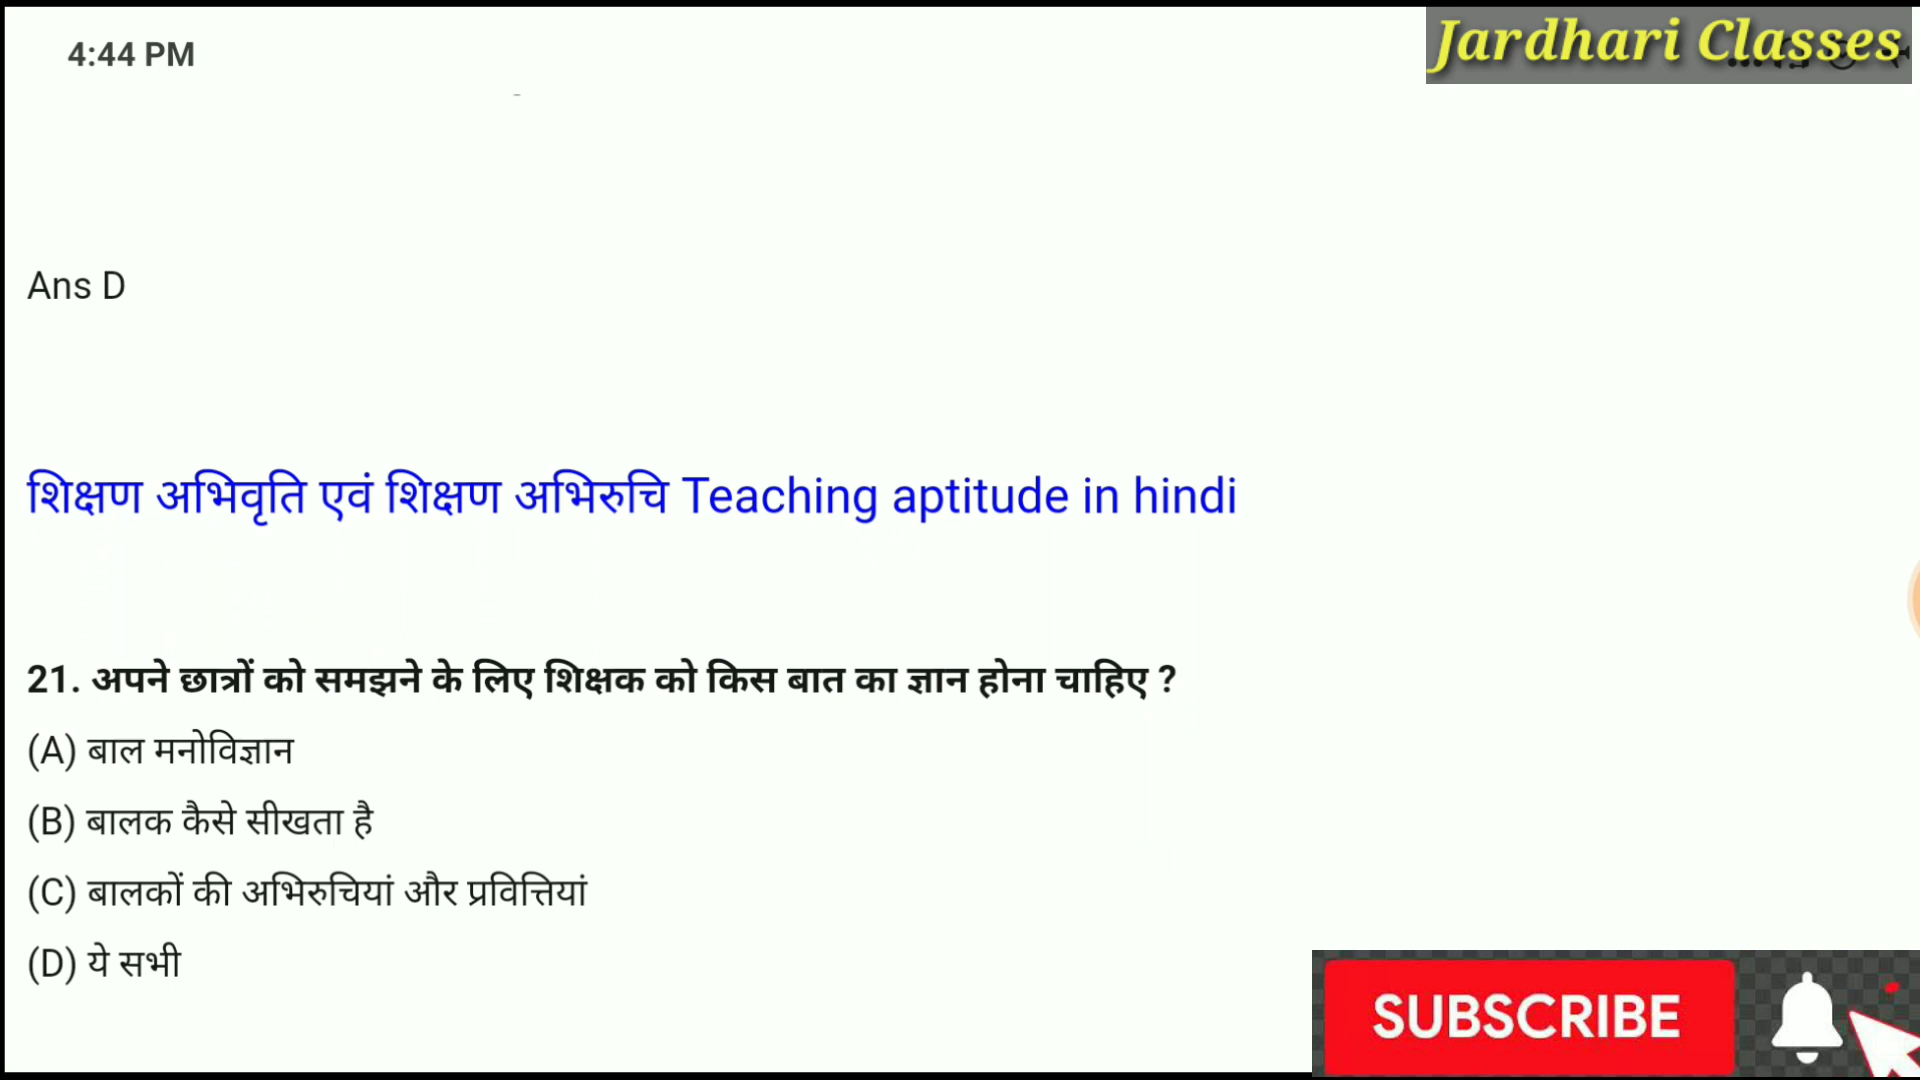 4:44 PM
Jardhari Classes
Ans D
शिक्षण अभिवृति एवं शिक्षण अभिरुचि Teaching aptitude in hindi
21. अपने छात्रों को समझने के लिए शिक्षक को किस बात का ज्ञान होना चाहिए ?
(A) बाल मनोविज्ञान
(B) बालक कैसे सीखता है
(C) बालकों की अभिरुचियां और प्रवित्तियां
(D) ये सभी
SUBSCRIBE